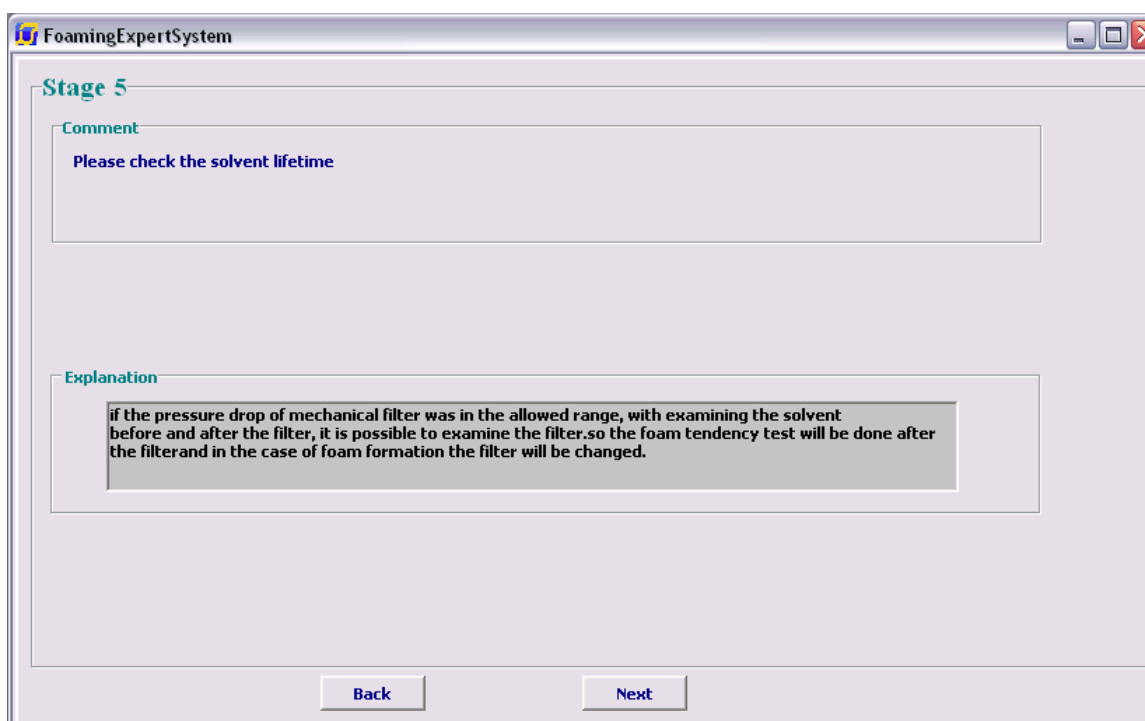 FoamingExpertSystem
Stage 5
Comment
Please check the solvent lifetime
Explanation
if the pressure drop of mechanical filter was in the allowed range, with examining the solvent
before and after the filter, it is possible to examine the filter.so the foam tendency test will be done after
the filterand in the case of foam formation the filter will be changed.
Back
Next